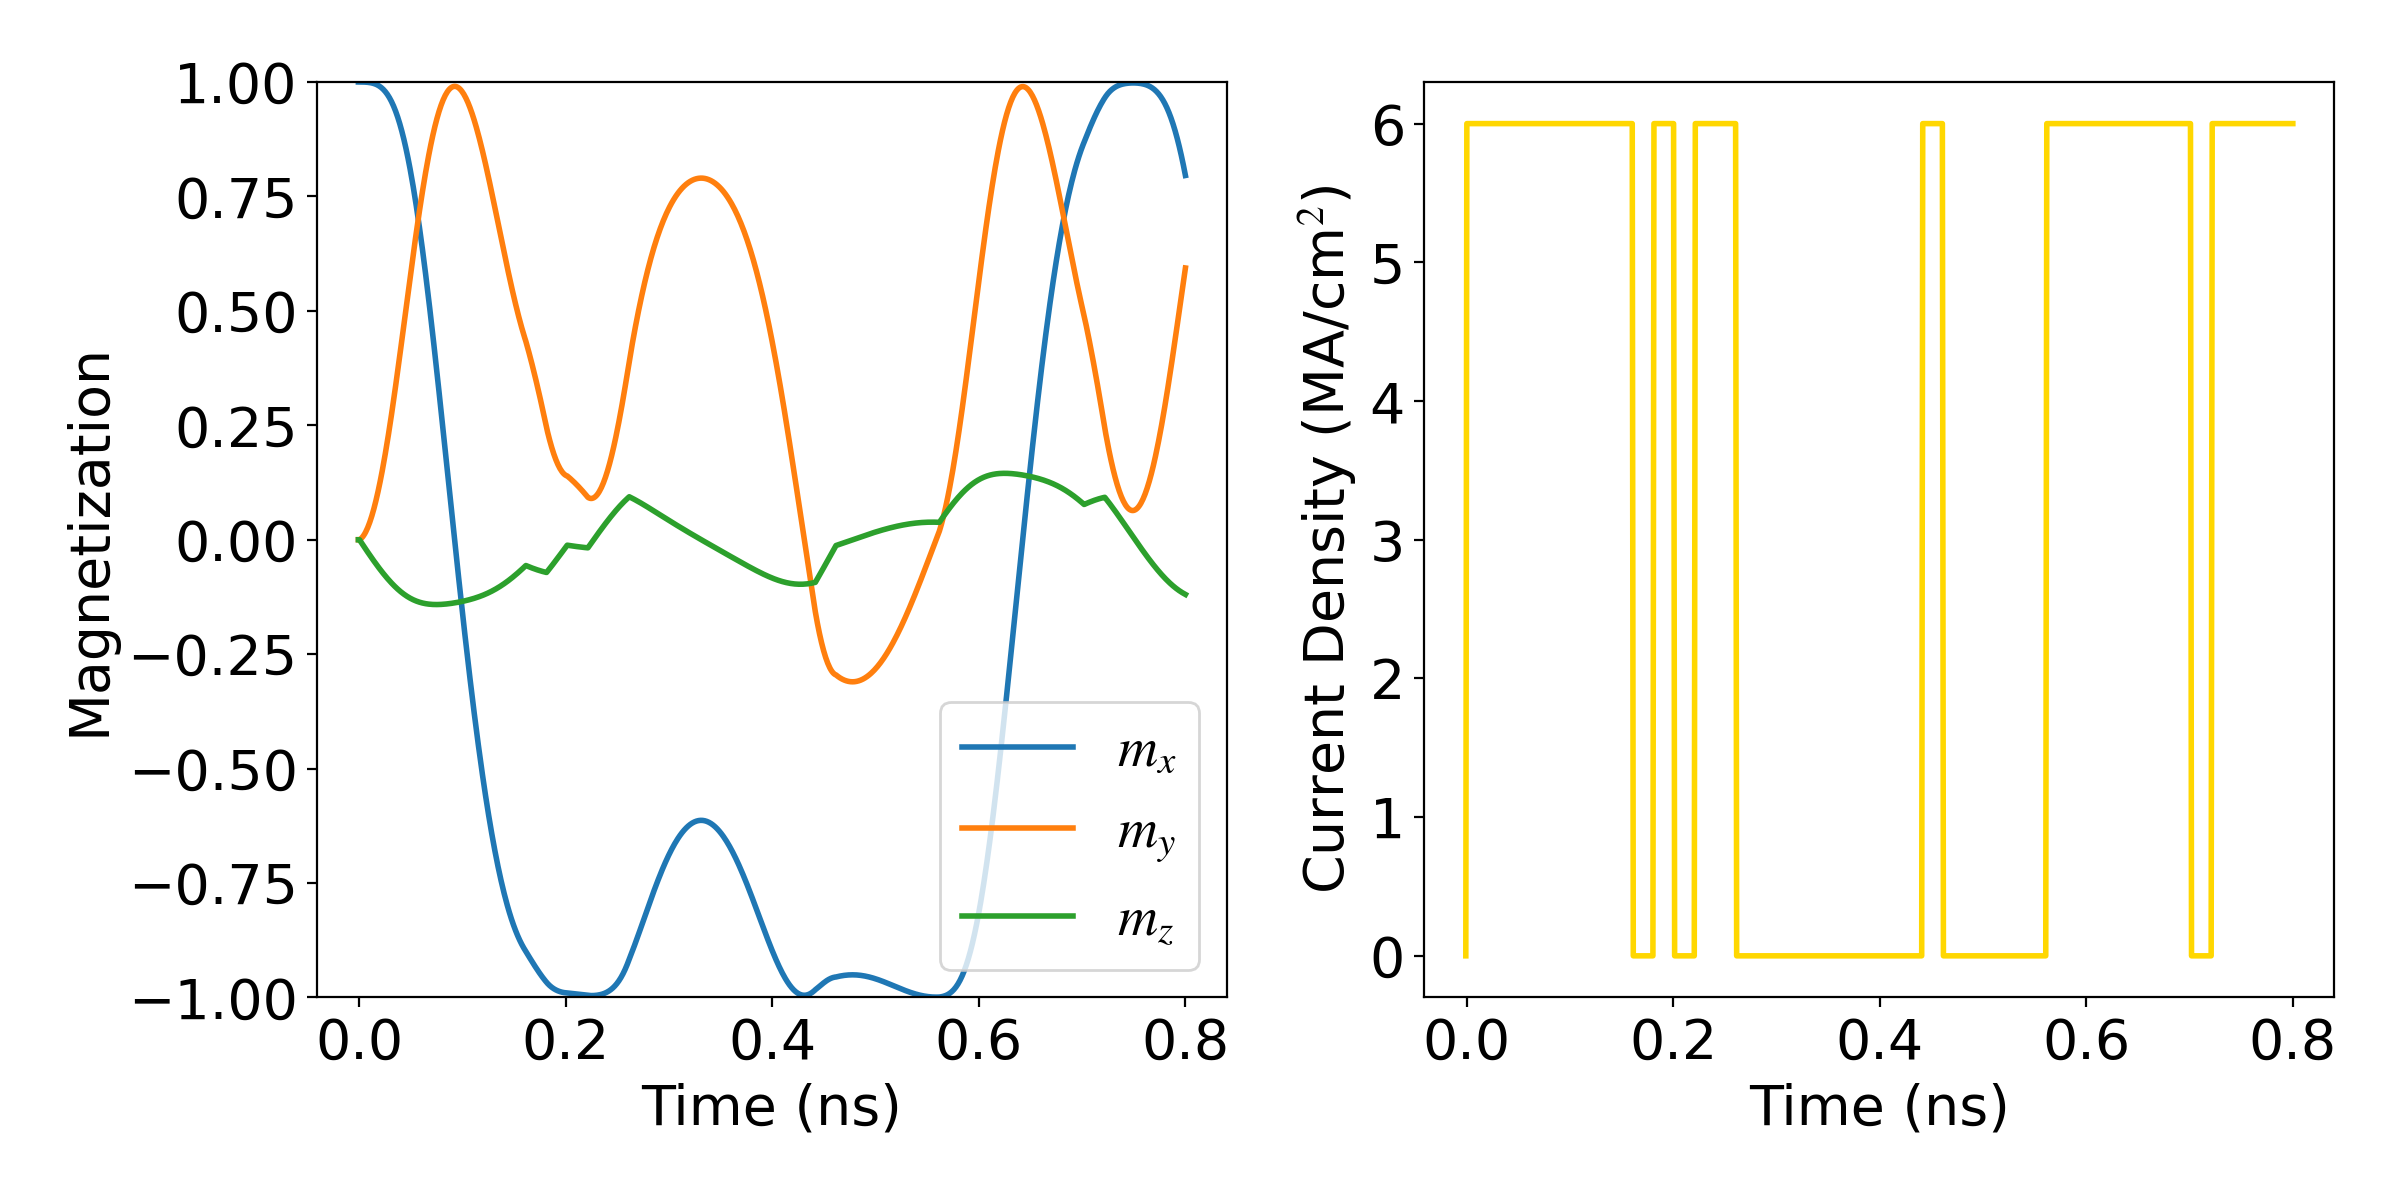 Magnetization
1.00
0.75
0.50
0.25
0.00
−0.25
−0.50
−0.75
−1.00
0.0 0.2 0.4 0.6 0.8
Time (ns)
mₓ
m_y
m_z
Current Density (MA/cm²)
6
5
4
3
2
1
0
0.0 0.2 0.4 0.6 0.8
Time (ns)